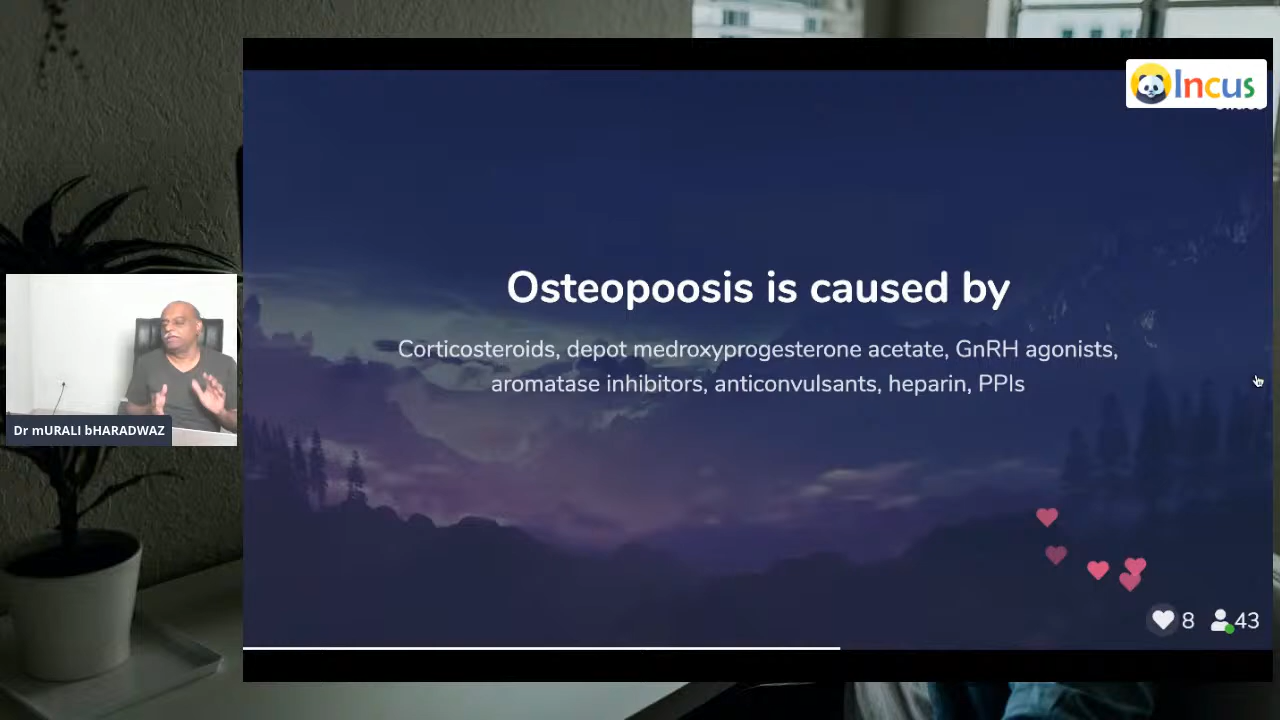 Incus
Osteopoosis is caused by
Corticosteroids, depot medroxyprogesterone acetate, GnRH agonists,
aromatase inhibitors, anticonvulsants, heparin, PPIs
Dr mURALI bHARADWAZ
8 43